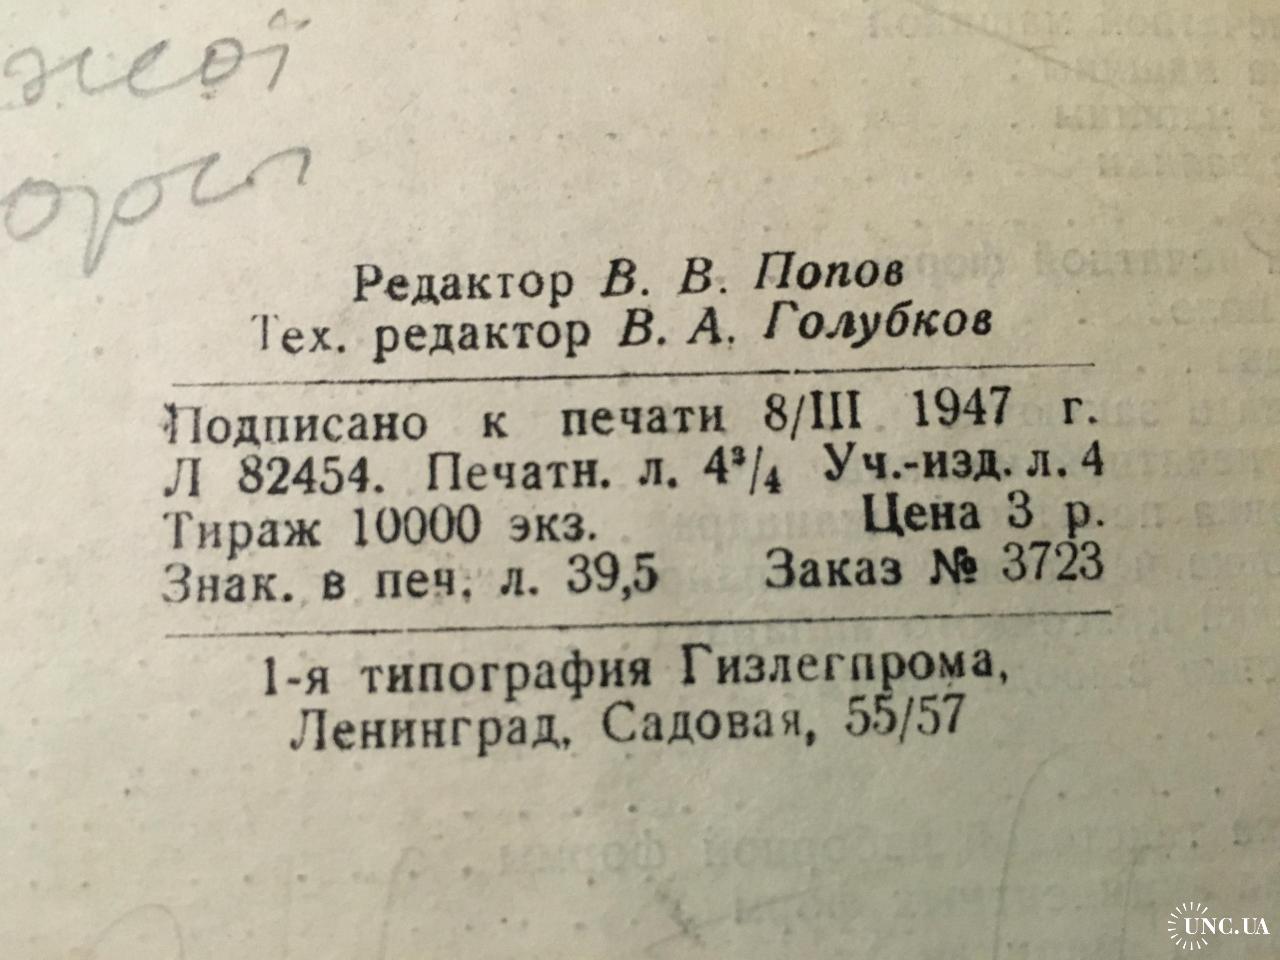 Редактор В. В. Попов
Тех. редактор В. А. Голубков
Подписано к печати 8/III 1947 г.
Л 82454. Печатн. л. 4³/₄ Уч.-изд. л. 4
Тираж 10000 экз. Цена 3 р.
Знак. в печ. л. 39,5 Заказ № 3723
1-я типография Гизлегпрома,
Ленинград, Садовая, 55/57
UNC.UA